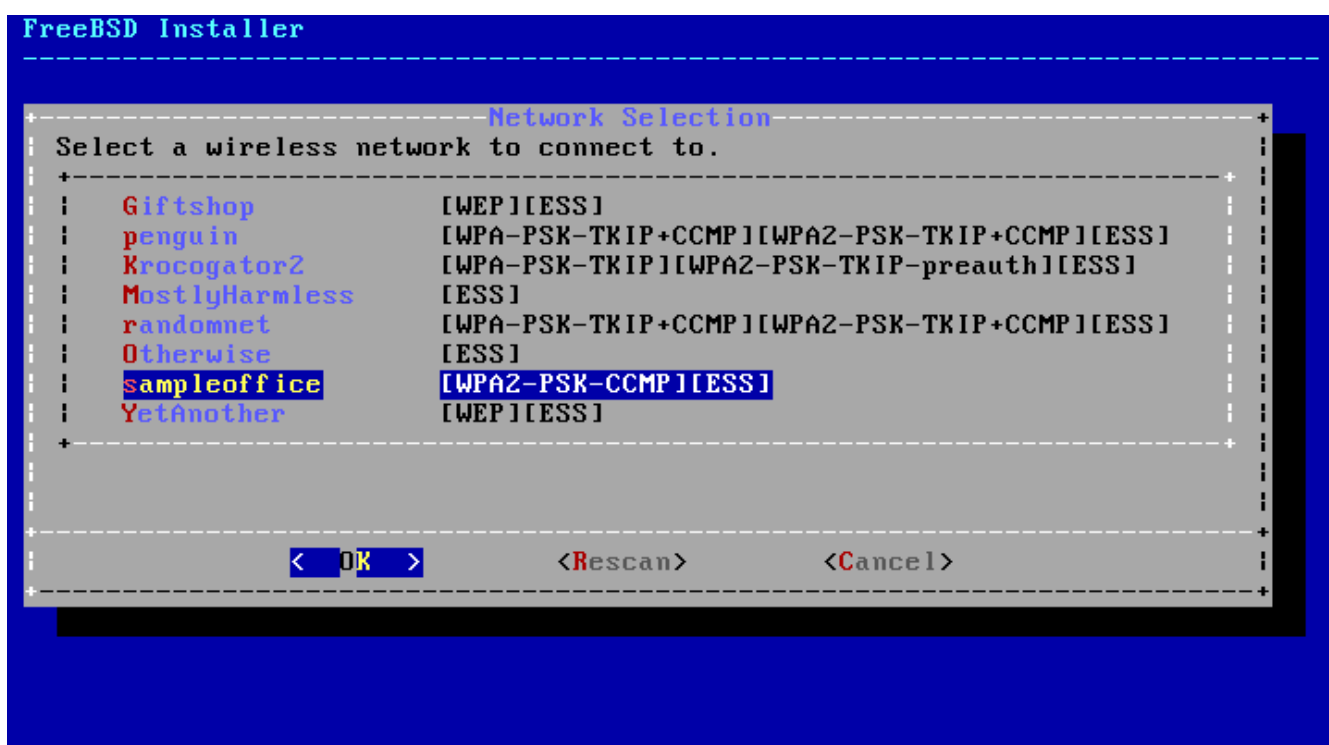 FreeBSD Installer
Network Selection
Select a wireless network to connect to.
Giftshop [WEP][ESS]
penguin [WPA-PSK-TKIP+CCMP][WPA2-PSK-TKIP+CCMP][ESS]
Krocogator2 [WPA-PSK-TKIP][WPA2-PSK-TKIP-preauth][ESS]
MostlyHarmless [ESS]
randomnet [WPA-PSK-TKIP+CCMP][WPA2-PSK-TKIP+CCMP][ESS]
Otherwise [ESS]
sampleoffice [WPA2-PSK-CCMP][ESS]
YetAnother [WEP][ESS]
< OK > <Rescan> <Cancel>